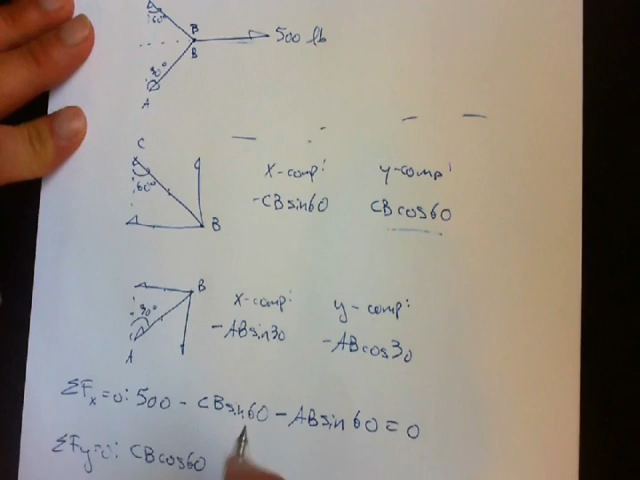 60°
B
B
500 lb
30°
A
C
60°
B
x-comp:
-CBsin60
y-comp:
CBcos60
B
30°
A
x-comp:
-ABsin30
y-comp:
-ABcos30
ΣFx=0: 500 - CBsin60 - ABsin60 = 0
ΣFy=0: CBcos60